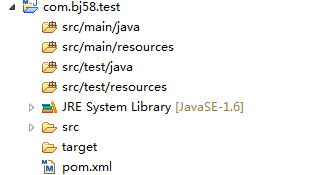 com.bj58.test
src/main/java
src/main/resources
src/test/java
src/test/resources
JRE System Library [JavaSE-1.6]
src
target
pom.xml